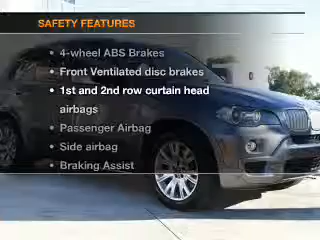 SAFETY FEATURES
• 4-wheel ABS Brakes
• Front Ventilated disc brakes
• 1st and 2nd row curtain head
airbags
• Passenger Airbag
• Side airbag
• Braking Assist